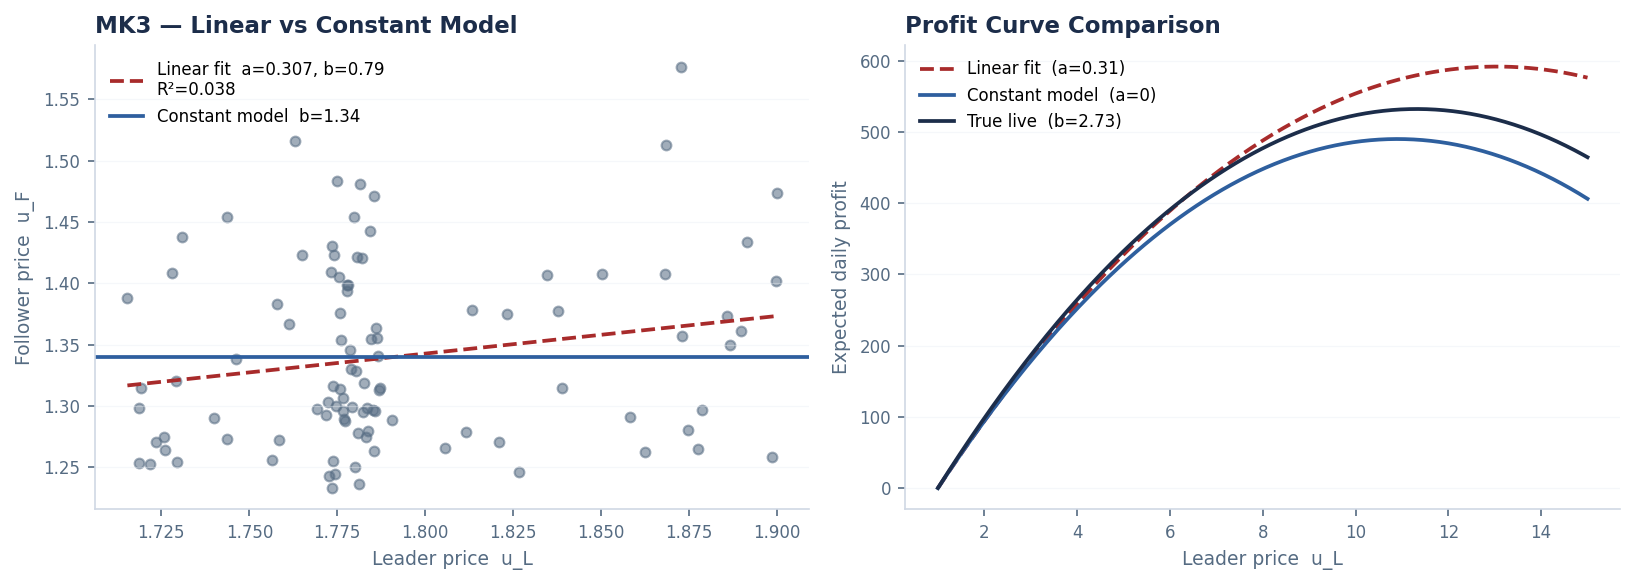 MK3 — Linear vs Constant Model
Linear fit  a=0.307, b=0.79
R²=0.038
Constant model  b=1.34
Follower price  u_F
1.55
1.50
1.45
1.40
1.35
1.30
1.25
1.725
1.750
1.775
1.800
1.825
1.850
1.875
1.900
Leader price  u_L
Profit Curve Comparison
Linear fit  (a=0.31)
Constant model  (a=0)
True live  (b=2.73)
Expected daily profit
600
500
400
300
200
100
0
2
4
6
8
10
12
14
Leader price  u_L